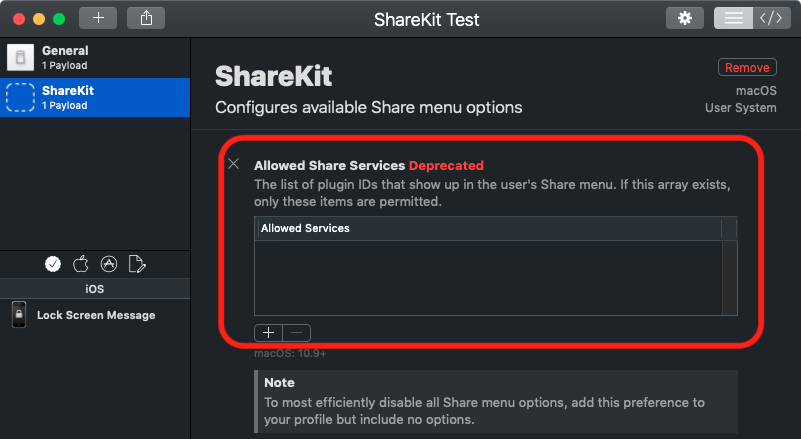 ShareKit Test
General
1 Payload
ShareKit
1 Payload
iOS
Lock Screen Message
ShareKit
Configures available Share menu options
Remove
macOS
User System
Allowed Share Services Deprecated
The list of plugin IDs that show up in the user's Share menu. If this array exists,
only these items are permitted.
Allowed Services
macOS: 10.9+
Note
To most efficiently disable all Share menu options, add this preference to
your profile but include no options.